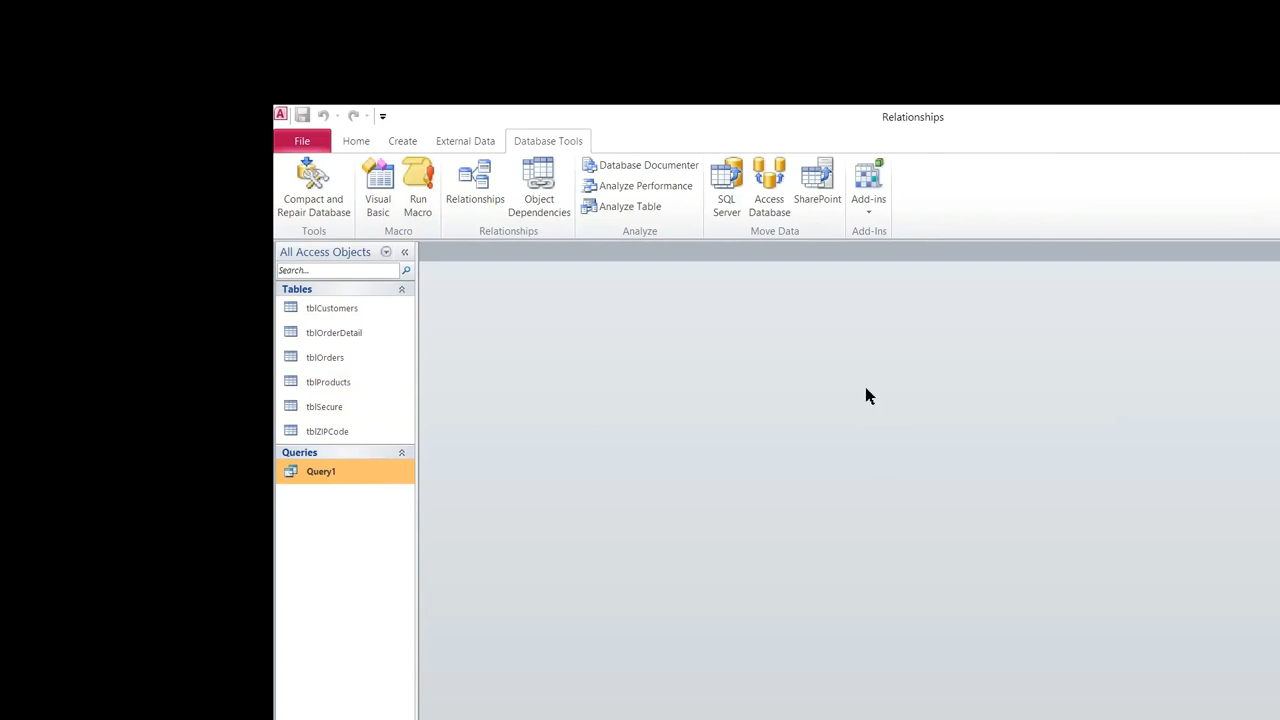 A
Relationships
File Home Create External Data Database Tools
Compact and
Repair Database
Tools
Visual
Basic
Run
Macro
Macro
Relationships
Object
Dependencies
Relationships
Database Documenter
Analyze Performance
Analyze Table
Analyze
SQL
Server
Access
Database
SharePoint
Move Data
Add-ins
Add-Ins
All Access Objects
Search...
Tables
tblCustomers
tblOrderDetail
tblOrders
tblProducts
tblSecure
tblZIPCode
Queries
Query1